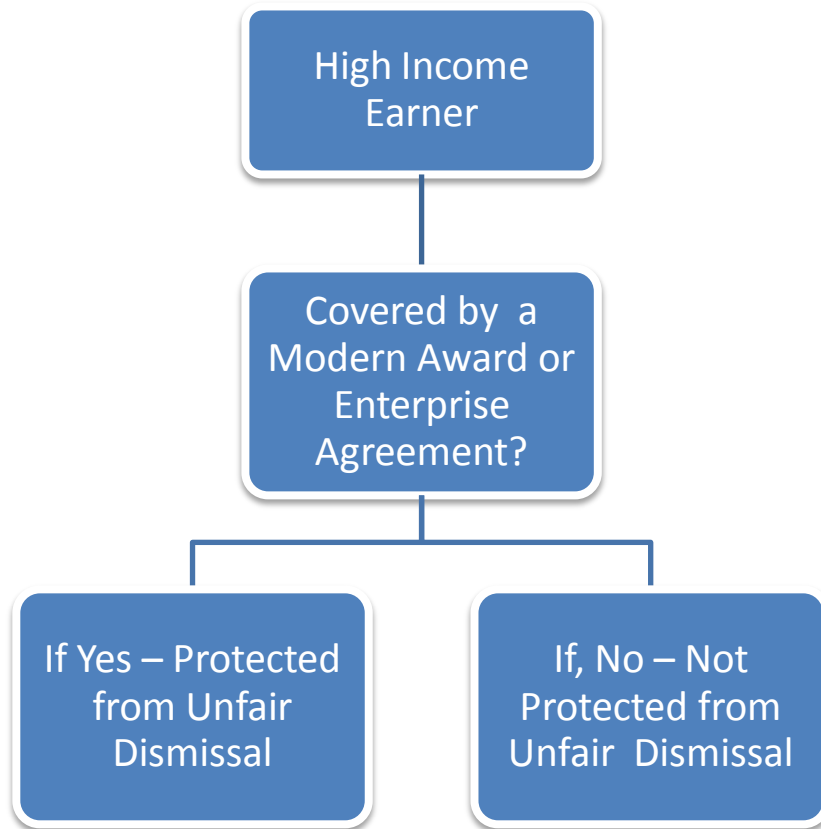 High Income
Earner
Covered by  a
Modern Award or
Enterprise
Agreement?
If Yes – Protected
from Unfair
Dismissal
If, No – Not
Protected from
Unfair  Dismissal